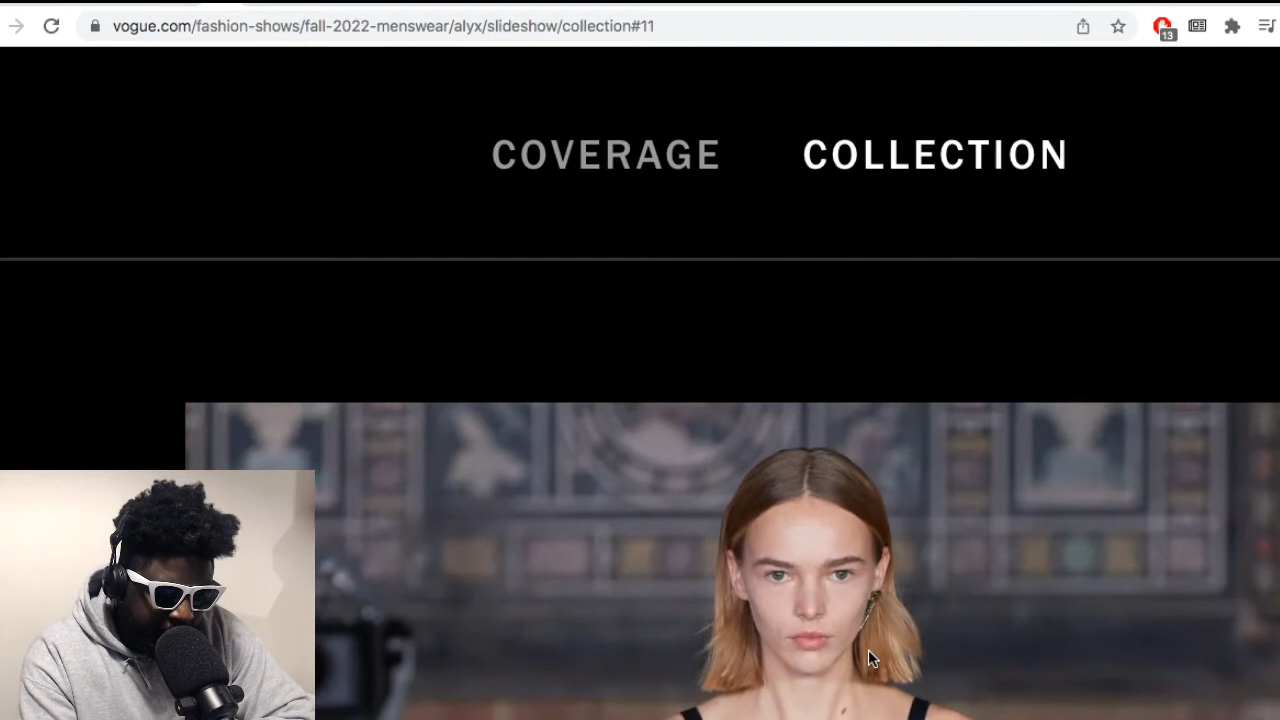 vogue.com/fashion-shows/fall-2022-menswear/alyx/slideshow/collection#11
13
COVERAGE COLLECTION